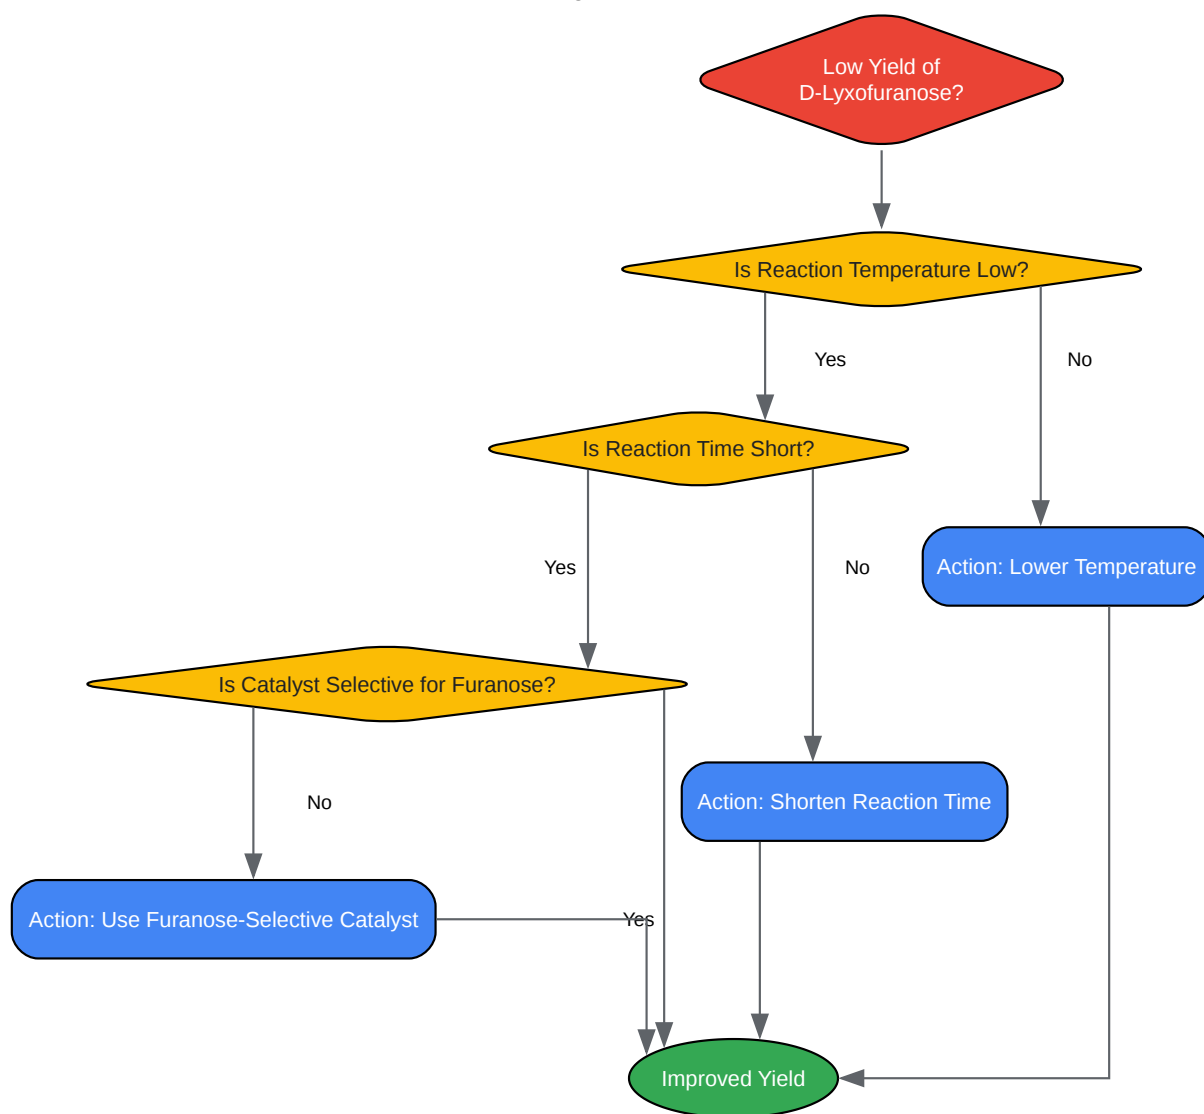 Low Yield of
D-Lyxofuranose?
Is Reaction Temperature Low?
Yes
No
Is Reaction Time Short?
Yes
No
Action: Lower Temperature
Is Catalyst Selective for Furanose?
No
Action: Shorten Reaction Time
Action: Use Furanose-Selective Catalyst
Yes
Improved Yield